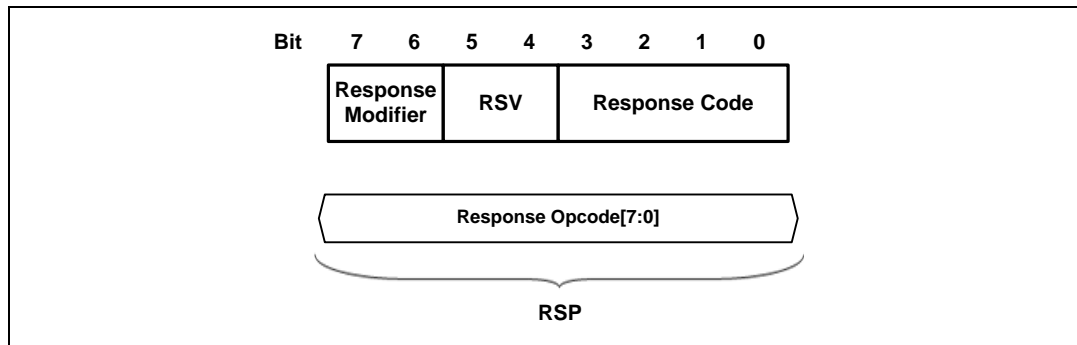 Bit 7 6 5 4 3 2 1 0
Response
Modifier
RSV
Response Code
Response Opcode[7:0]
RSP